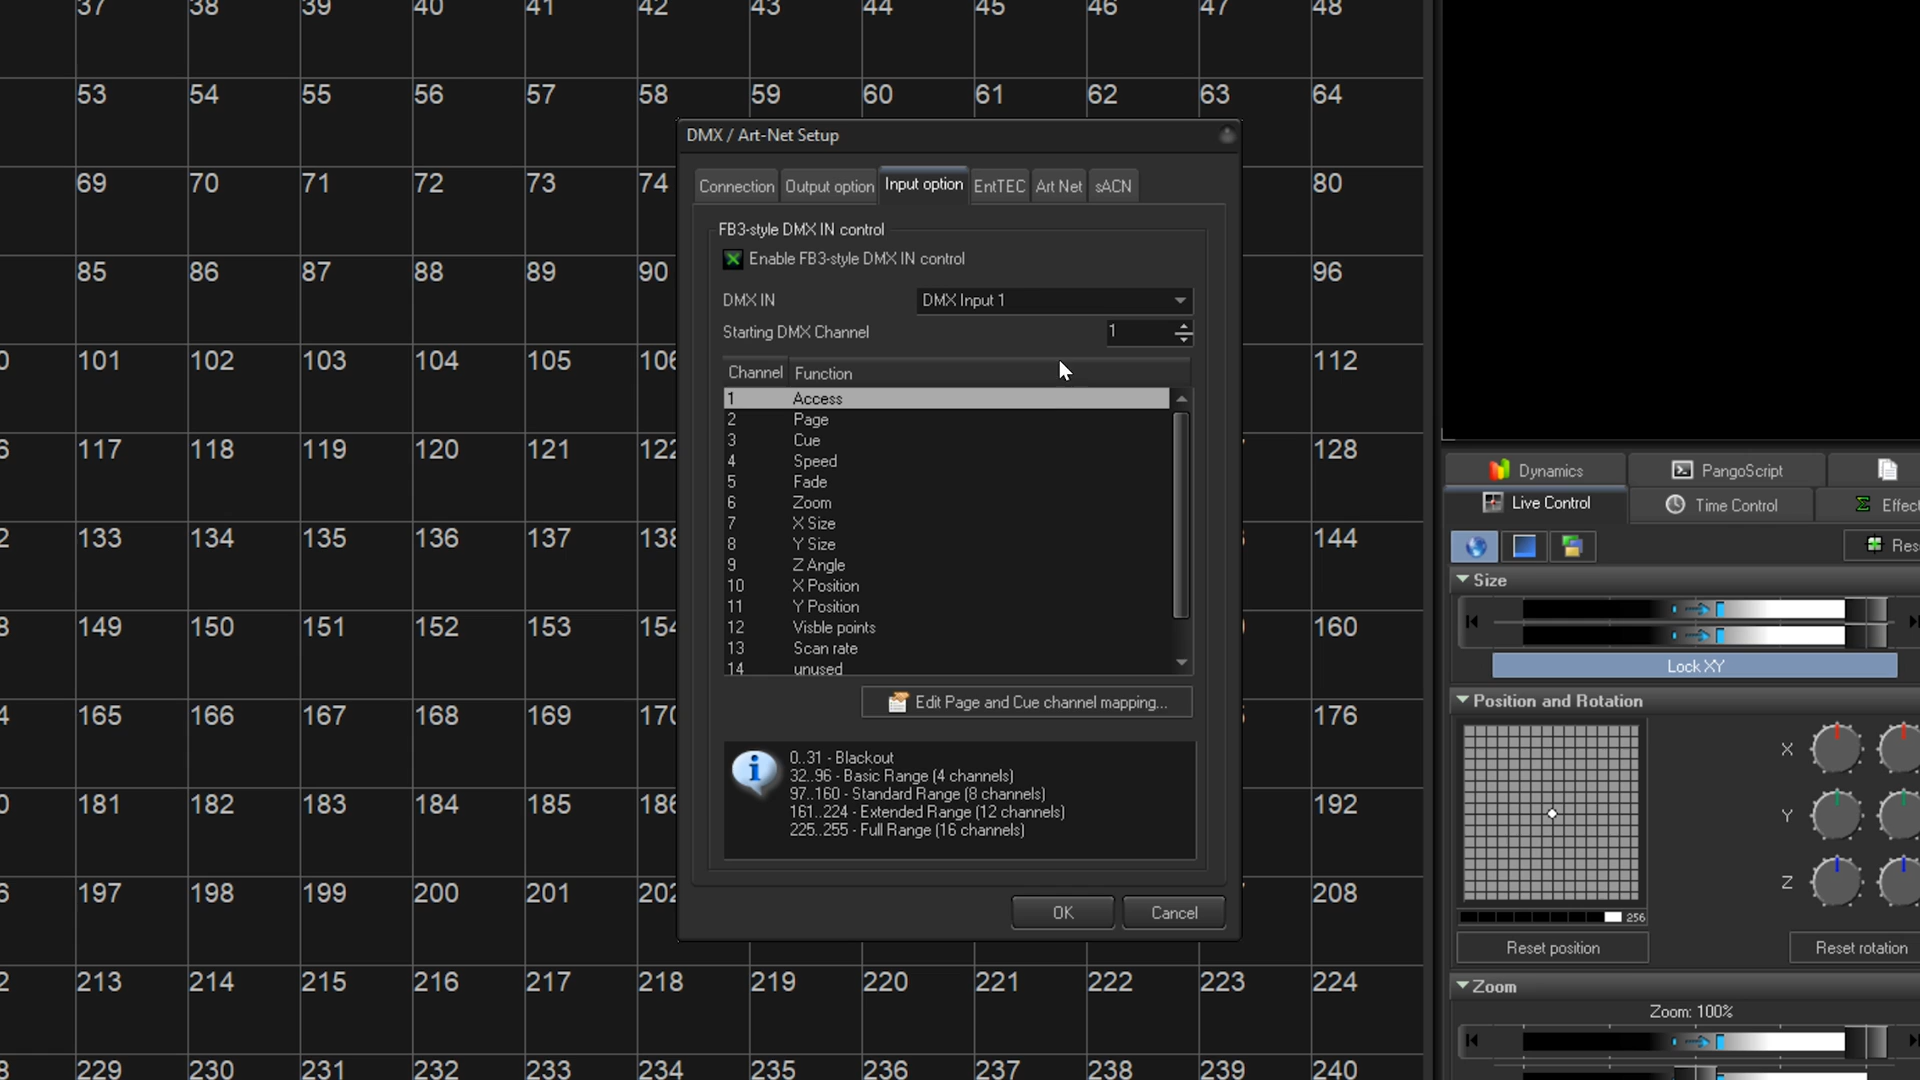 37 38 39 40 41 42 43 44 45 46 47 48
53 54 55 56 57 58 59 60 61 62 63 64
DMX / Art-Net Setup
69 70 71 72 73 74 80
Connection Output option Input option EntTEC Art Net sACN
FB3-style DMX IN control
Enable FB3-style DMX IN control
85 86 87 88 89 90 96
DMX IN DMX Input 1
Starting DMX Channel 1
101 102 103 104 105 106 112
Channel Function
1 Access
2 Page
3 Cue
117 118 119 120 121 122 128
4 Speed
5 Fade
6 Zoom
7 X Size
8 Y Size
133 134 135 136 137 138 144
9 Z Angle
10 X Position
11 Y Position
12 Visble points
149 150 151 152 153 154 160
13 Scan rate
14 unused
Edit Page and Cue channel mapping...
165 166 167 168 169 170 176
0..31 - Blackout
32..96 - Basic Range (4 channels)
97..160 - Standard Range (8 channels)
161..224 - Extended Range (12 channels)
225..255 - Full Range (16 channels)
181 182 183 184 185 186 192
197 198 199 200 201 202 208
OK Cancel
213 214 215 216 217 218 219 220 221 222 223 224
229 230 231 232 233 234 235 236 237 238 239 240
Dynamics PangoScript
Live Control Time Control Effect
Res
Size
Lock XY
Position and Rotation
X
Y
Z
256
Reset position Reset rotation
Zoom
Zoom: 100%